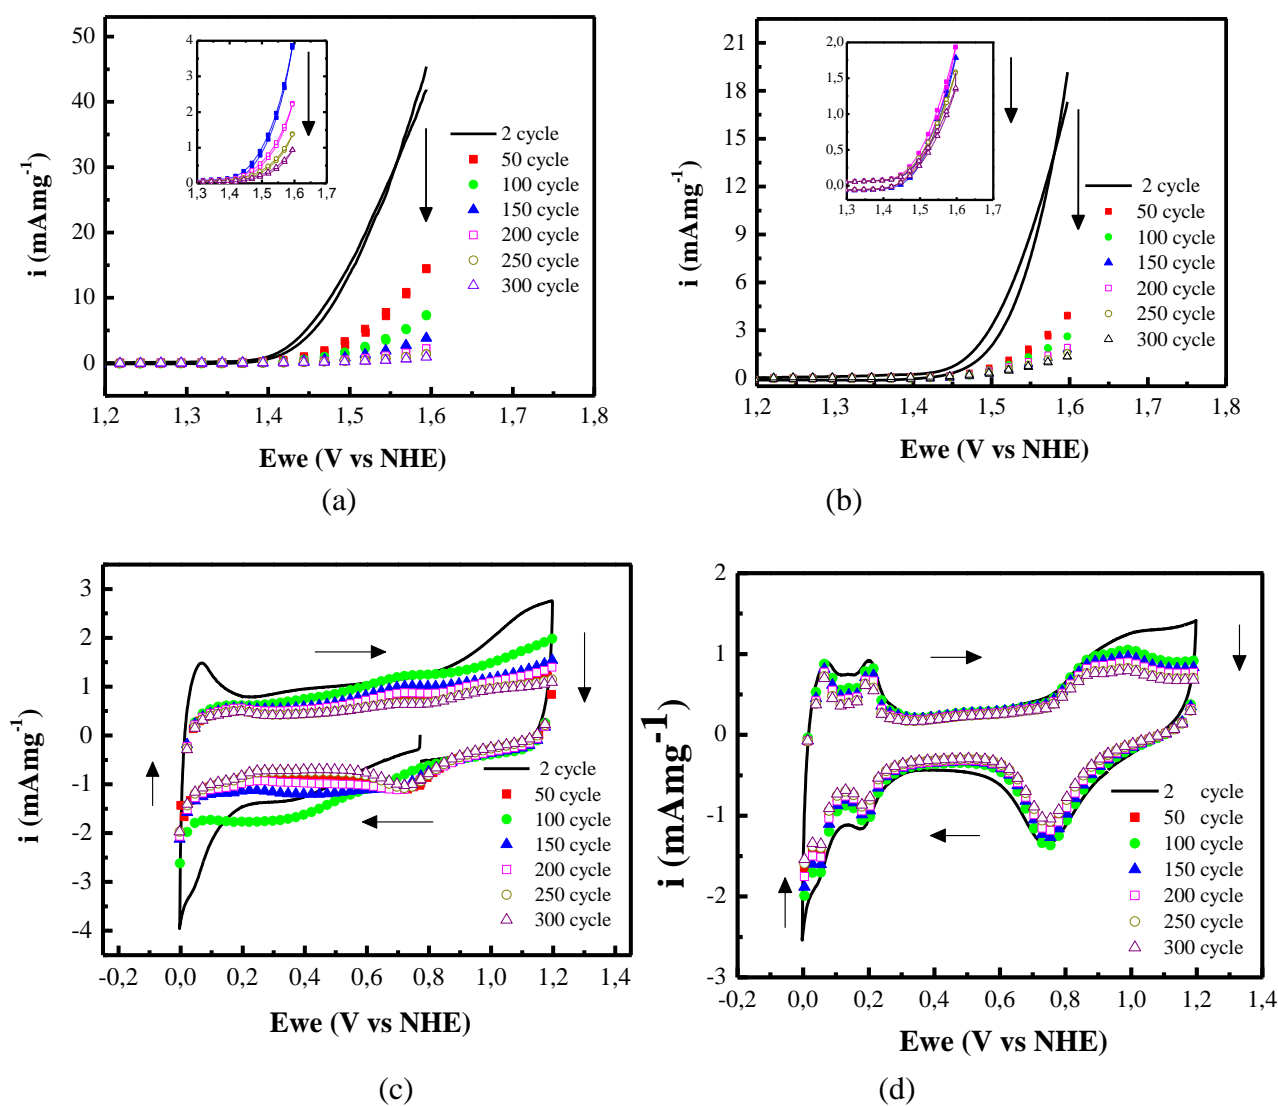 50
40
30
20
10
0
i (mAmg-1)
1,2 1,3 1,4 1,5 1,6 1,7 1,8
Ewe (V vs NHE)
4
3
2
1
0
1,3 1,4 1,5 1,6 1,7
2 cycle
50 cycle
100 cycle
150 cycle
200 cycle
250 cycle
300 cycle
(a)
21
18
15
12
9
6
3
0
i (mAmg-1)
1,2 1,3 1,4 1,5 1,6 1,7 1,8
Ewe (V vs NHE)
2,0
1,5
1,0
0,5
0,0
1,3 1,4 1,5 1,6 1,7
2 cycle
50 cycle
100 cycle
150 cycle
200 cycle
250 cycle
300 cycle
(b)
3
2
1
0
-1
-2
-3
-4
i (mAmg-1)
-0,2 0,0 0,2 0,4 0,6 0,8 1,0 1,2 1,4
Ewe (V vs NHE)
2 cycle
50 cycle
100 cycle
150 cycle
200 cycle
250 cycle
300 cycle
(c)
2
1
0
-1
-2
-3
i (mAmg-1)
-0,2 0,0 0,2 0,4 0,6 0,8 1,0 1,2 1,4
Ewe (V vs NHE)
2 cycle
50 cycle
100 cycle
150 cycle
200 cycle
250 cycle
300 cycle
(d)